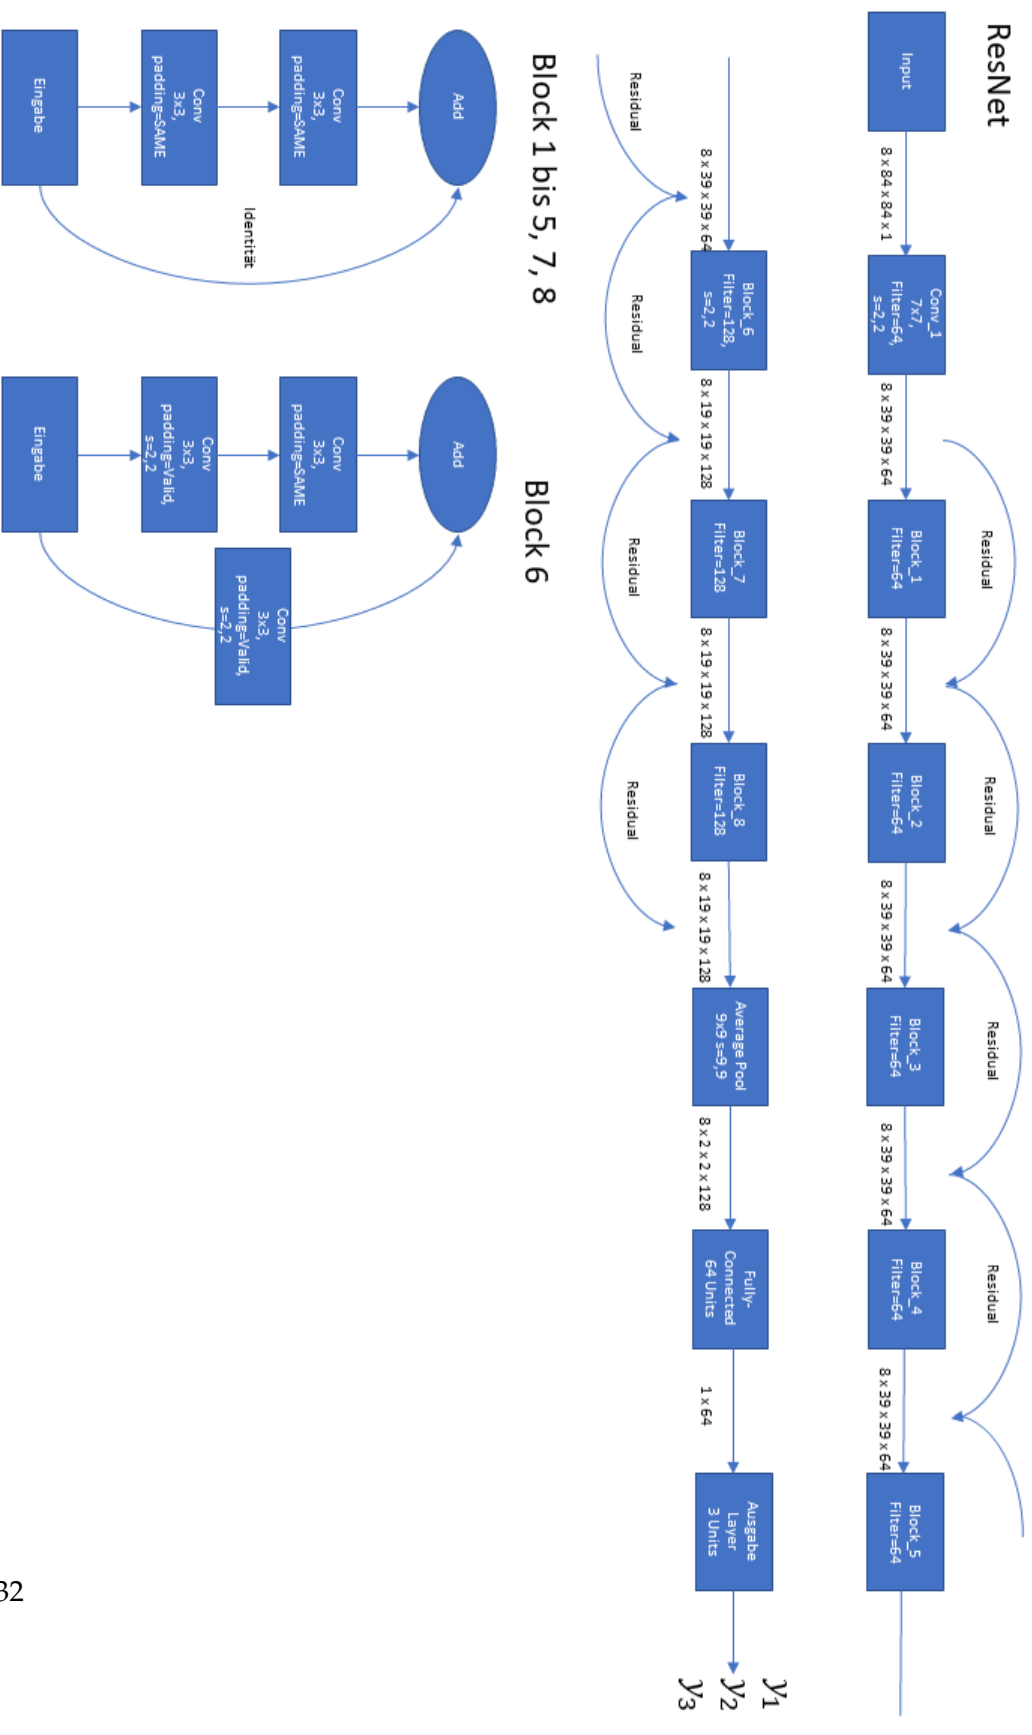 ResNet
Residual
Residual
Residual
Residual
Input
8 x 84 x 84 x 1
Conv_1
7x7,
Filter=64,
s=2,2
8 x 39 x 39 x 64
Block_1
Filter=64
8 x 39 x 39 x 64
Block_2
Filter=64
8 x 39 x 39 x 64
Block_3
Filter=64
8 x 39 x 39 x 64
Block_4
Filter=64
8 x 39 x 39 x 64
Block_5
Filter=64
8 x 39 x 39 x 64
Block_6
Filter=128,
s=2,2
8 x 19 x 19 x 128
Block_7
Filter=128
8 x 19 x 19 x 128
Block_8
Filter=128
8 x 19 x 19 x 128
Average Pool
9x9 s=9,9
8 x 2 x 2 x 128
Fully-
Connected
64 Units
1 x 64
Ausgabe
Layer
3 Units
y1
y2
y3
Residual
Residual
Residual
Residual
Block 1 bis 5, 7, 8
Add
Conv
3x3,
padding=SAME
Conv
3x3,
padding=SAME
Eingabe
Identität
Block 6
Add
Conv
3x3,
padding=SAME
Conv
3x3,
padding=Valid,
s=2,2
Eingabe
Conv
3x3,
padding=Valid,
s=2,2
32